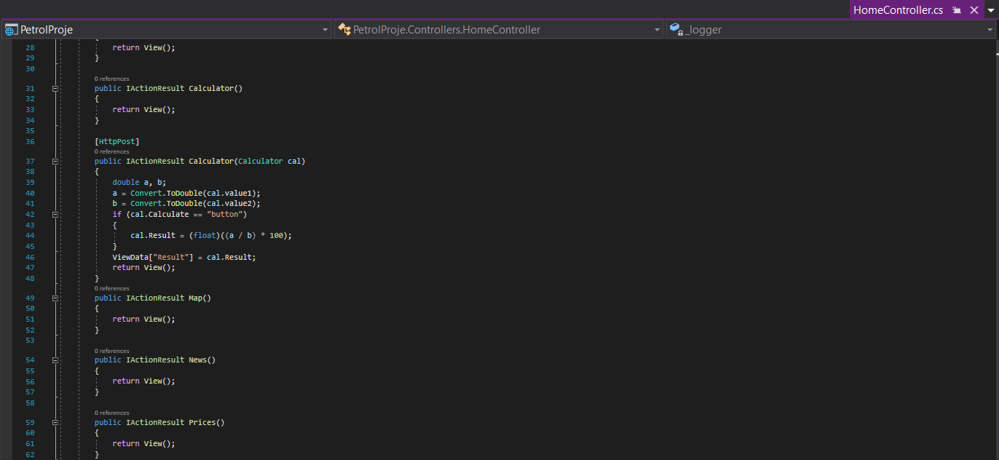 HomeController.cs
PetrolProje PetrolProje.Controllers.HomeController _logger
28 return View();
29 }
30
0 references
31 public IActionResult Calculator()
32 {
33 return View();
34 }
35
36 [HttpPost]
0 references
37 public IActionResult Calculator(Calculator cal)
38 {
39 double a, b;
40 a = Convert.ToDouble(cal.value1);
41 b = Convert.ToDouble(cal.value2);
42 if (cal.Calculate == "button")
43 {
44 cal.Result = (float)((a / b) * 100);
45 }
46 ViewData["Result"] = cal.Result;
47 return View();
48 }
0 references
49 public IActionResult Map()
50 {
51 return View();
52 }
53
0 references
54 public IActionResult News()
55 {
56 return View();
57 }
58
0 references
59 public IActionResult Prices()
60 {
61 return View();
62 }